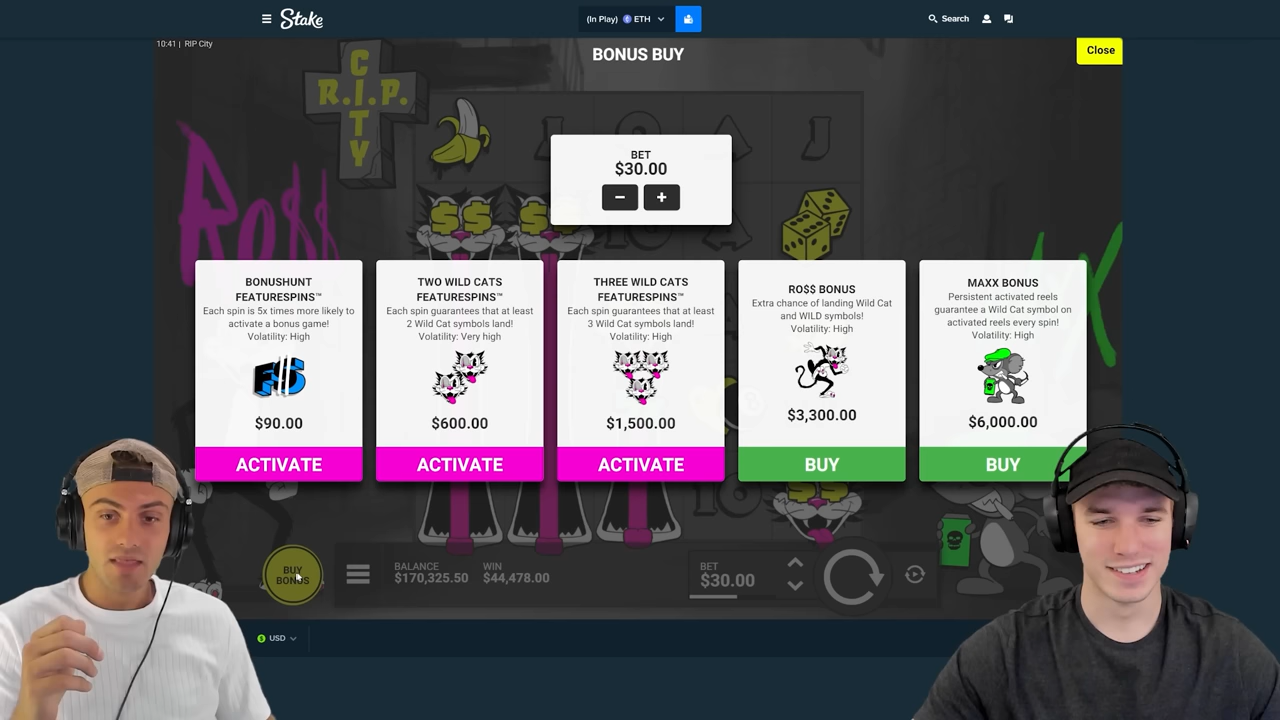 Stake
(In Play) ETH
Search
10:41 | RIP City
BONUS BUY
Close
C
R.I.P.
T
Y
Ro$$
BET
$30.00
BONUSHUNT
FEATURESPINS™
Each spin is 5x times more likely to
activate a bonus game!
Volatility: High
FS
$90.00
ACTIVATE
TWO WILD CATS
FEATURESPINS™
Each spin guarantees that at least
2 Wild Cat symbols land!
Volatility: Very high
$600.00
ACTIVATE
THREE WILD CATS
FEATURESPINS™
Each spin guarantees that at least
3 Wild Cat symbols land!
Volatility: High
$1,500.00
ACTIVATE
RO$$ BONUS
Extra chance of landing Wild Cat
and WILD symbols!
Volatility: High
$3,300.00
BUY
MAXX BONUS
Persistent activated reels
guarantee a Wild Cat symbol on
activated reels every spin!
Volatility: High
$6,000.00
BUY
BUY
BONUS
BALANCE
$170,325.50
WIN
$44,478.00
BET
$30.00
USD